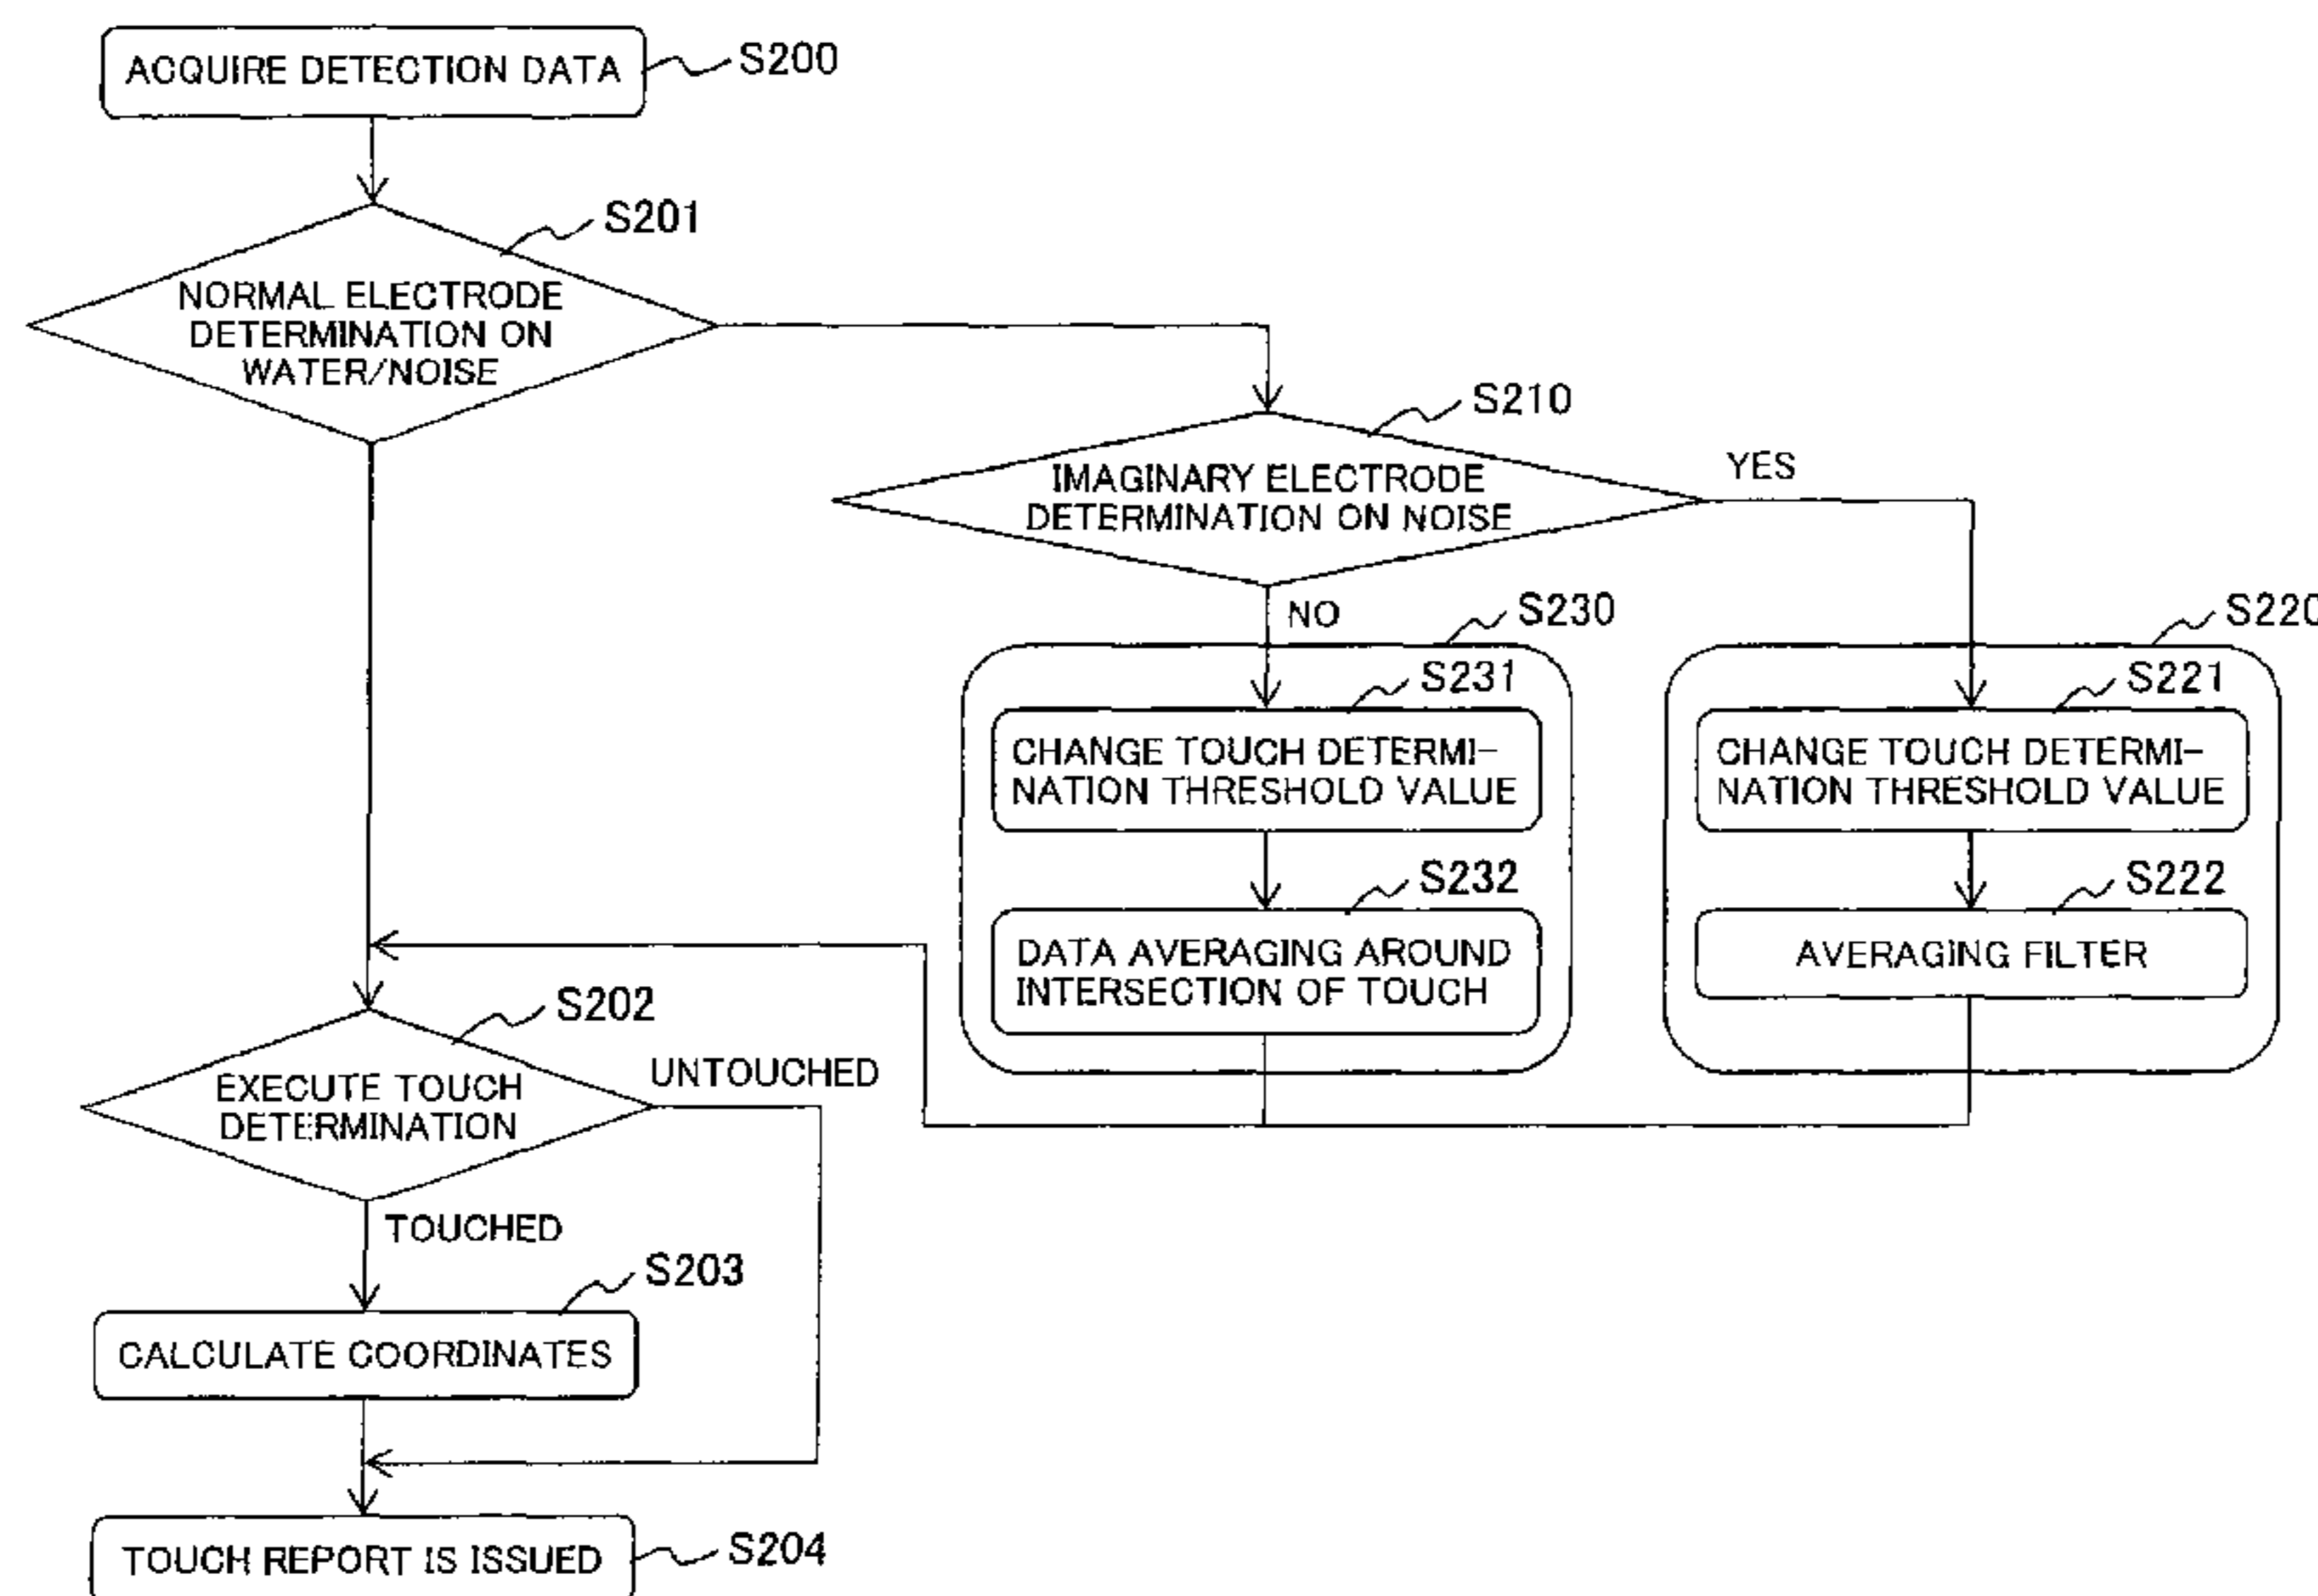 ACQUIRE DETECTION DATA
S200
S201
NORMAL ELECTRODE
DETERMINATION ON
WATER/NOISE
S210
IMAGINARY ELECTRODE
DETERMINATION ON NOISE
YES
NO
S230
S220
S231
CHANGE TOUCH DETERMI-
NATION THRESHOLD VALUE
S221
CHANGE TOUCH DETERMI-
NATION THRESHOLD VALUE
S232
DATA AVERAGING AROUND
INTERSECTION OF TOUCH
S222
AVERAGING FILTER
S202
EXECUTE TOUCH
DETERMINATION
UNTOUCHED
TOUCHED
S203
CALCULATE COORDINATES
TOUCH REPORT IS ISSUED
S204